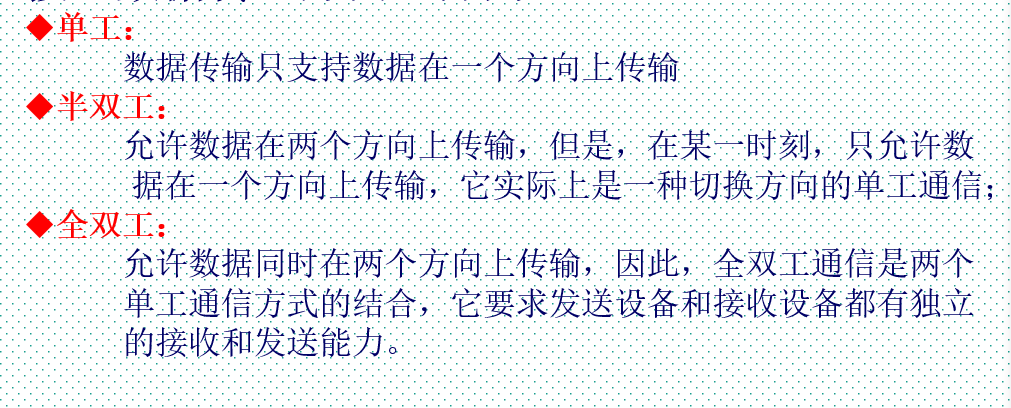 ◆单工：
数据传输只支持数据在一个方向上传输
◆半双工：
允许数据在两个方向上传输，但是，在某一时刻，只允许数
据在一个方向上传输，它实际上是一种切换方向的单工通信；
◆全双工：
允许数据同时在两个方向上传输，因此，全双工通信是两个
单工通信方式的结合，它要求发送设备和接收设备都有独立
的接收和发送能力。